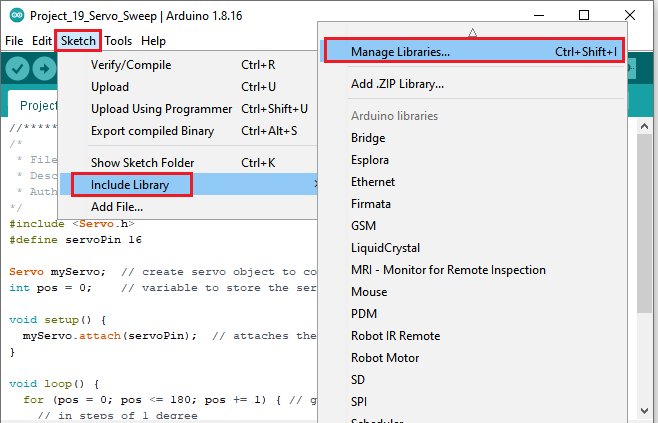 Project_19_Servo_Sweep | Arduino 1.8.16
File Edit Sketch Tools Help
Verify/Compile Ctrl+R
Upload Ctrl+U
Upload Using Programmer Ctrl+Shift+U
Export compiled Binary Ctrl+Alt+S
Show Sketch Folder Ctrl+K
Include Library
Add File...
Manage Libraries... Ctrl+Shift+I
Add .ZIP Library...
Arduino libraries
Bridge
Esplora
Ethernet
Firmata
GSM
LiquidCrystal
MRI - Monitor for Remote Inspection
Mouse
PDM
Robot IR Remote
Robot Motor
SD
SPI
Project
//****
/*
* File
* Desc
* Auth
*/
#include <Servo.h>
#define servoPin 16
Servo myServo; // create servo object to co
int pos = 0; // variable to store the ser
void setup() {
myServo.attach(servoPin); // attaches the
}
void loop() {
for (pos = 0; pos <= 180; pos += 1) { // g
// in steps of 1 degree